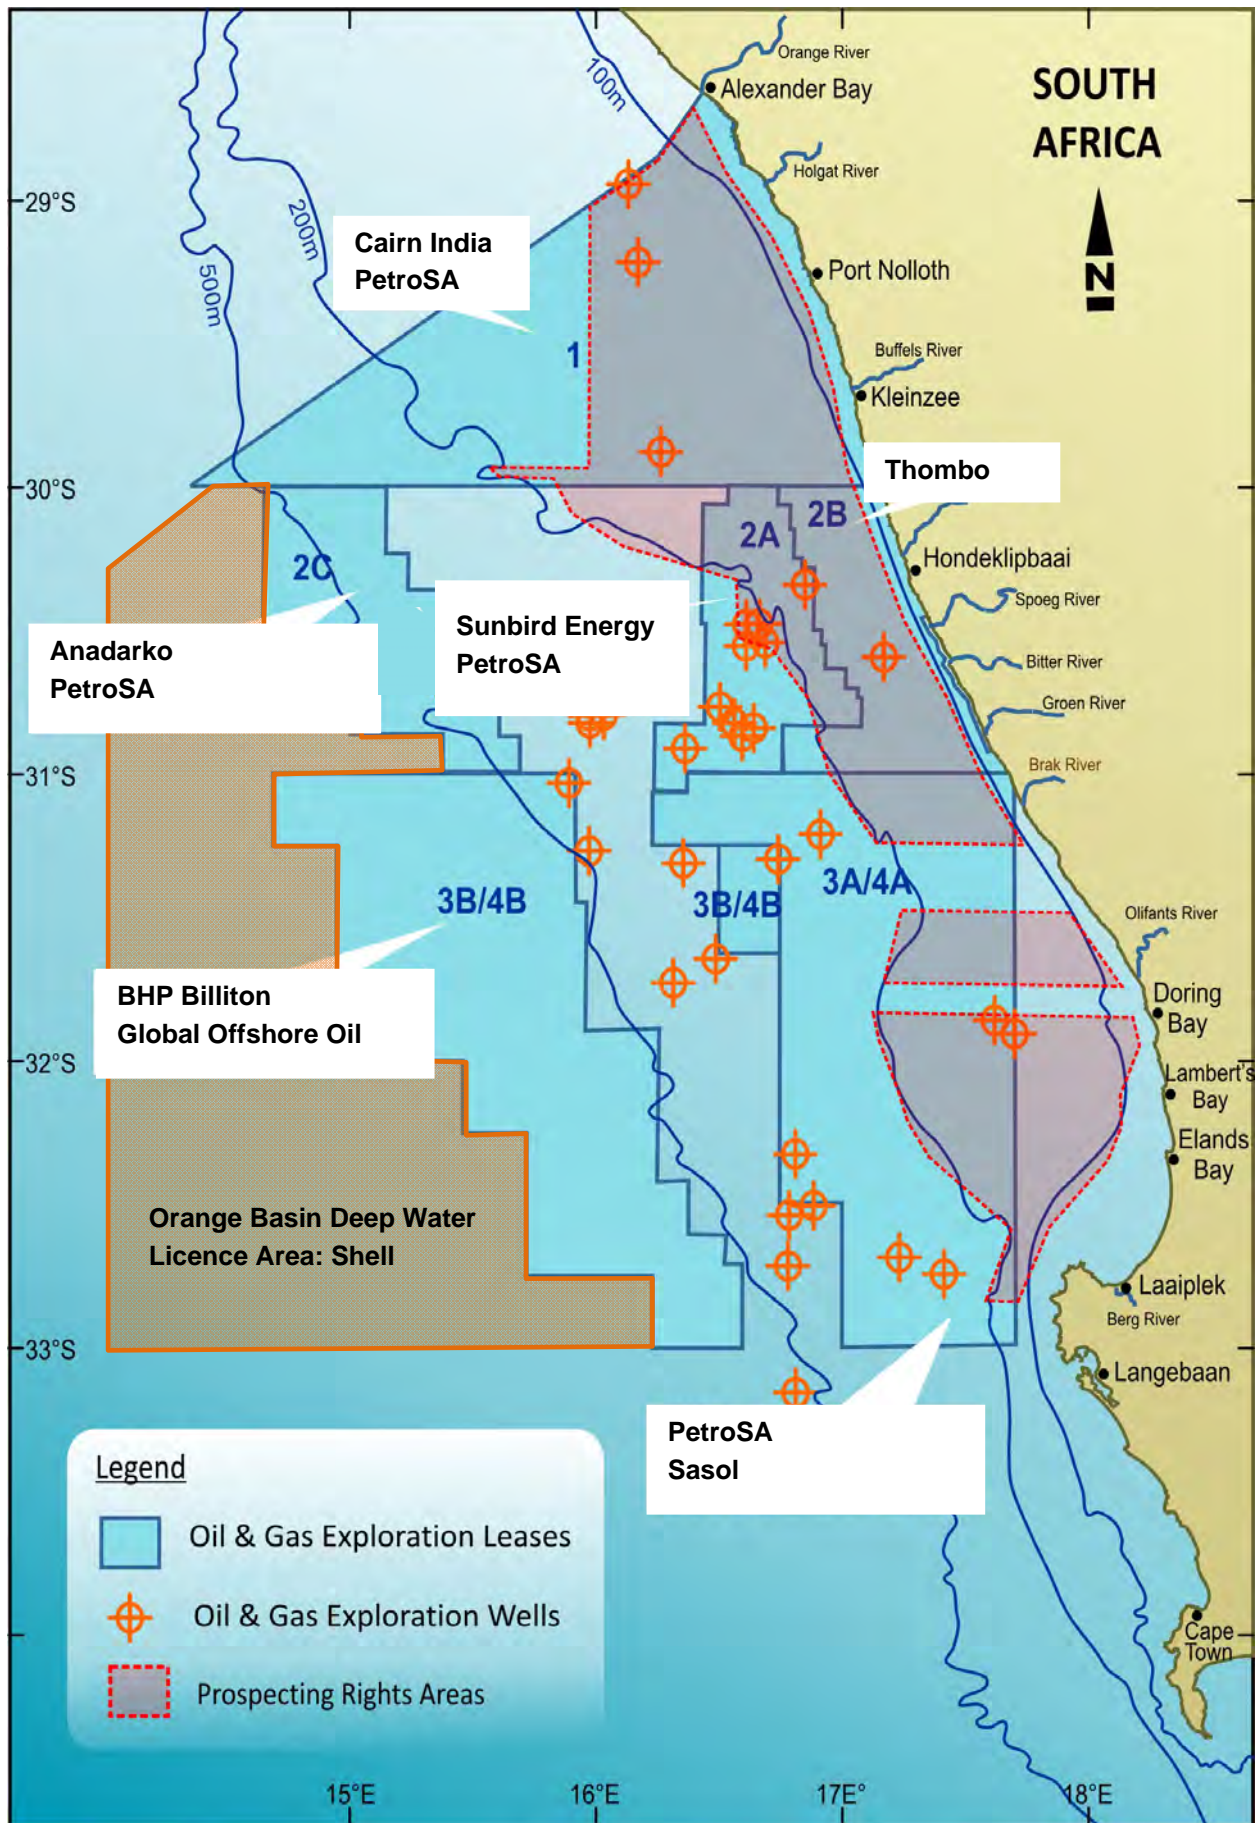 Orange River
Alexander Bay
SOUTH
AFRICA
100m
Holgat River
29°S
200m
500m
Cairn India
PetroSA
Port Nolloth
N
1
Buffels River
Kleinzee
Thombo
30°S
2A
2B
2C
Hondeklipbaai
Spoeg River
Sunbird Energy
PetroSA
Anadarko
PetroSA
Bitter River
Groen River
31°S
Brak River
3B/4B
3B/4B
3A/4A
Olifants River
BHP Billiton
Global Offshore Oil
Doring
Bay
32°S
Lambert's
Bay
Elands
Bay
Orange Basin Deep Water
Licence Area: Shell
Laaiplek
Berg River
33°S
Langebaan
PetroSA
Sasol
Legend
Oil & Gas Exploration Leases
Oil & Gas Exploration Wells
Prospecting Rights Areas
Cape
Town
15°E
16°E
17°E°
18°E